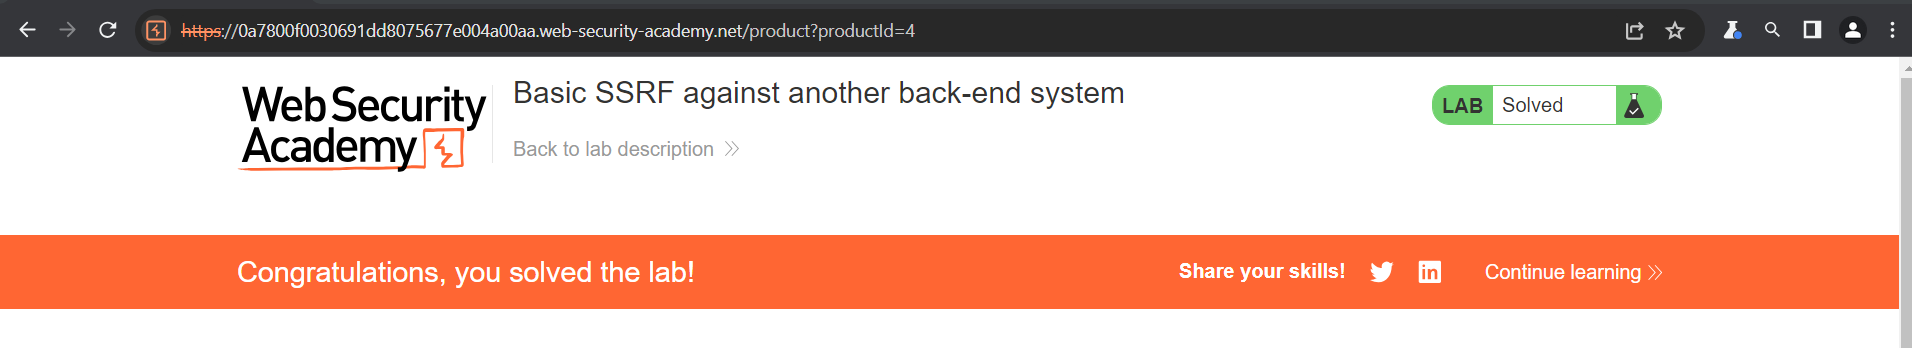 https://0a7800f0030691dd8075677e004a00aa.web-security-academy.net/product?productId=4
Web Security
Academy
Basic SSRF against another back-end system
Back to lab description
LAB Solved
Congratulations, you solved the lab!
Share your skills!
Continue learning